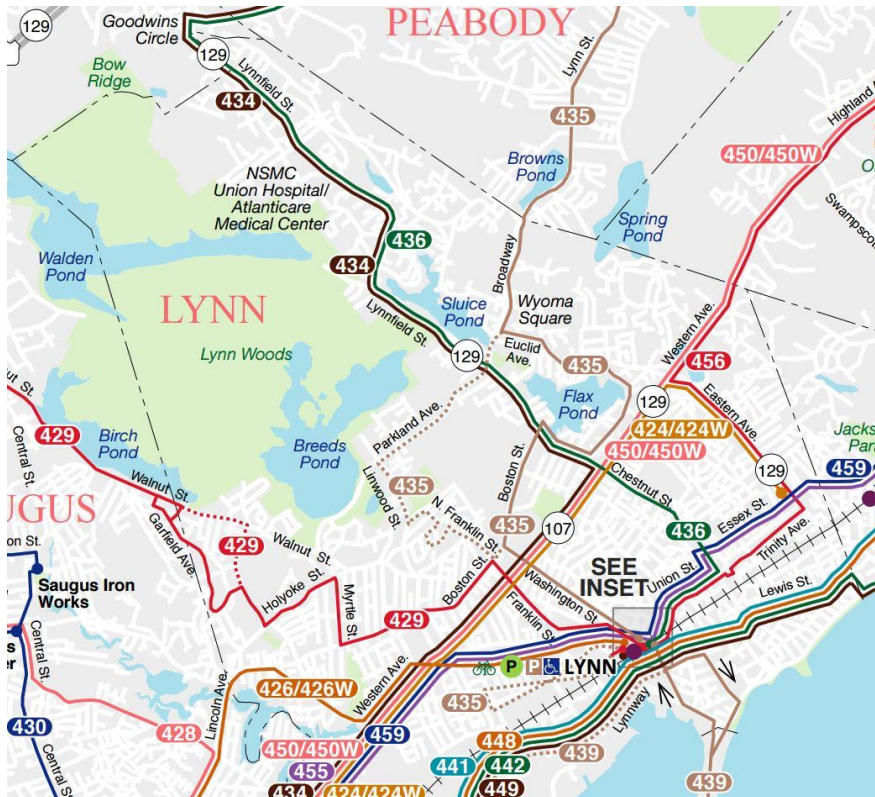 Goodwins
Circle
PEABODY
129
129
Lynn St.
Highland
Bow
Ridge
Lynnfield St.
434
435
450/450W
NSMC
Union Hospital/
Atlanticare
Medical Center
Browns
Pond
Swampscot
436
Spring
Pond
434
Walden
Pond
Broadway
LYNN
Sluice
Pond
Wyoma
Square
Lynnfield St.
Western Ave.
Lynn Woods
129
Euclid
Ave.
435
456
St.
Flax
Pond
129
Eastern Ave.
Parkland Ave.
424/424W
Jacks
Par
429
Birch
Pond
Breeds
Pond
450/450W
Central St.
Boston St.
Chestnut St.
129
459
Walnut St.
Linwood St.
435
Essex St.
UGUS
N. Franklin St.
435
107
436
Trinity Ave.
Garfield Ave.
429
Walnut St.
SEE
INSET
Saugus Iron
Works
Holyoke St.
Washington St.
Union St.
Lewis St.
Boston St.
Myrtle St.
429
Franklin St.
Central St.
Western Ave.
P
P
LYNN
426/426W
435
Lynnway
430
Lincoln Ave.
428
459
448
439
450/450W
441
442
439
Central St.
455
434
424/424W
449